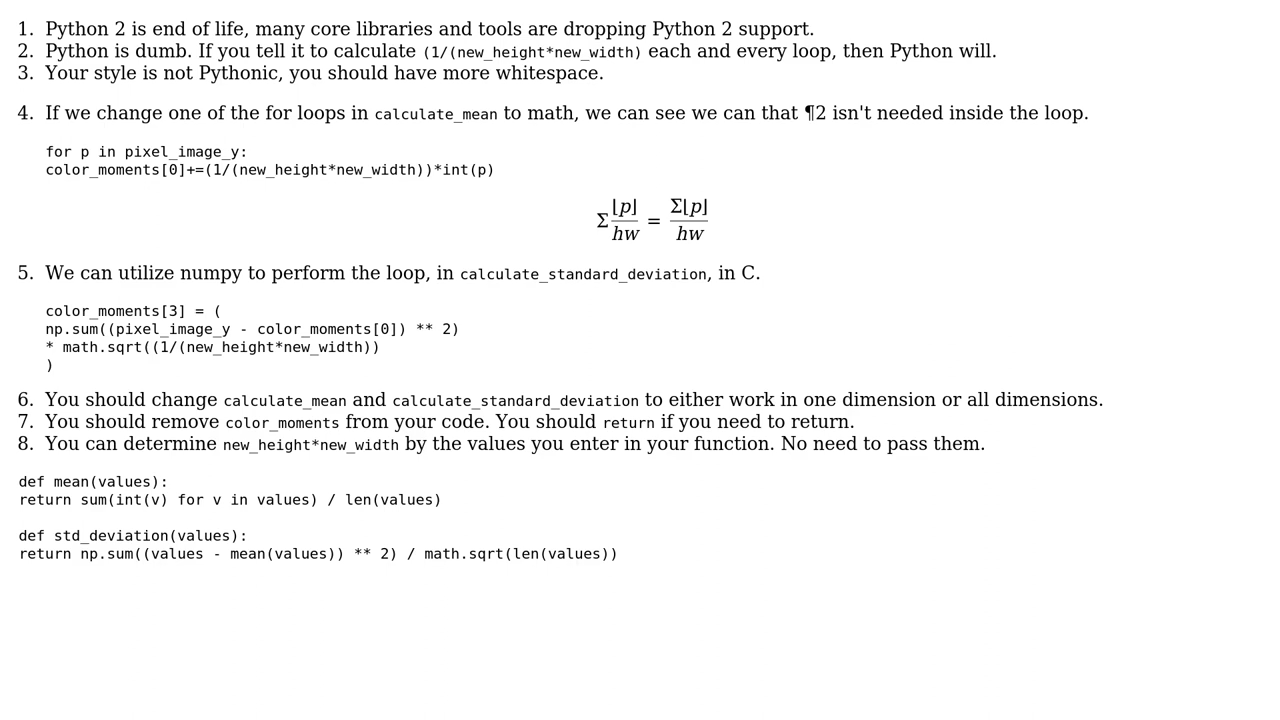 1. Python 2 is end of life, many core libraries and tools are dropping Python 2 support.
2. Python is dumb. If you tell it to calculate (1/(new_height*new_width) each and every loop, then Python will.
3. Your style is not Pythonic, you should have more whitespace.
4. If we change one of the for loops in calculate_mean to math, we can see we can that ¶2 isn't needed inside the loop.
for p in pixel_image_y:
color_moments[0]+=(1/(new_height*new_width))*int(p)
Σ⌊p⌋/hw = Σ⌊p⌋/hw
5. We can utilize numpy to perform the loop, in calculate_standard_deviation, in C.
color_moments[3] = (
np.sum((pixel_image_y - color_moments[0]) ** 2)
* math.sqrt((1/(new_height*new_width))
)
6. You should change calculate_mean and calculate_standard_deviation to either work in one dimension or all dimensions.
7. You should remove color_moments from your code. You should return if you need to return.
8. You can determine new_height*new_width by the values you enter in your function. No need to pass them.
def mean(values):
return sum(int(v) for v in values) / len(values)
def std_deviation(values):
return np.sum((values - mean(values)) ** 2) / math.sqrt(len(values))